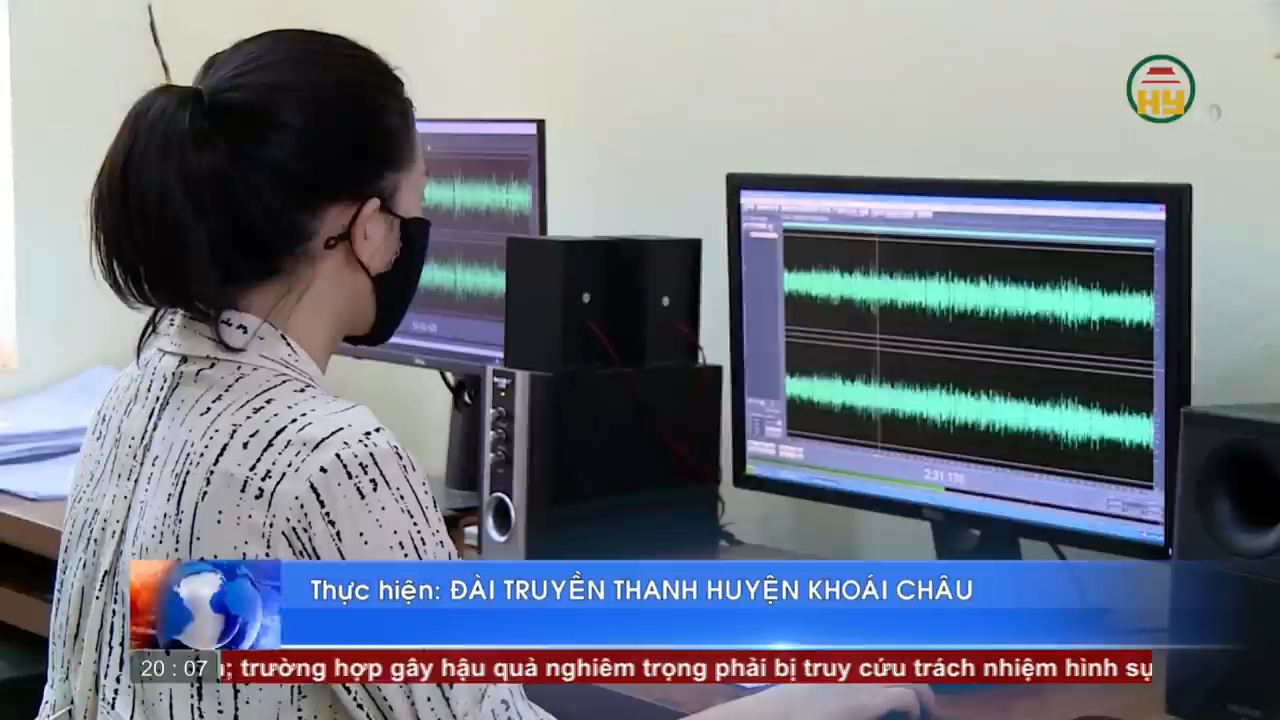 HY
Thực hiện: ĐÀI TRUYỀN THANH HUYỆN KHOÁI CHÂU
20 : 07
; trường hợp gây hậu quả nghiêm trọng phải bị truy cứu trách nhiệm hình sự